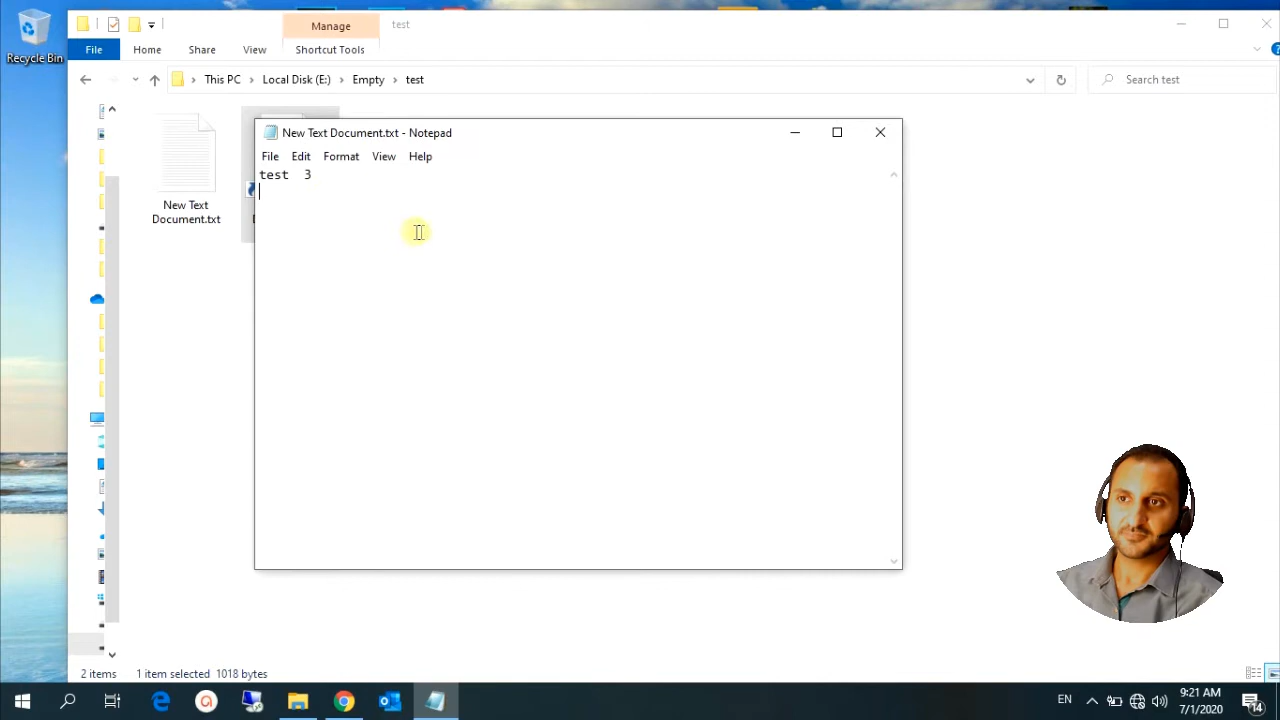 Recycle Bin
Manage
test
File
Home
Share
View
Shortcut Tools
This PC › Local Disk (E:) › Empty › test
Search test
New Text
Document.txt
New Text Document.txt - Notepad
File
Edit
Format
View
Help
test  3
2 items
1 item selected
1018 bytes
EN
9:21 AM
7/1/2020
14